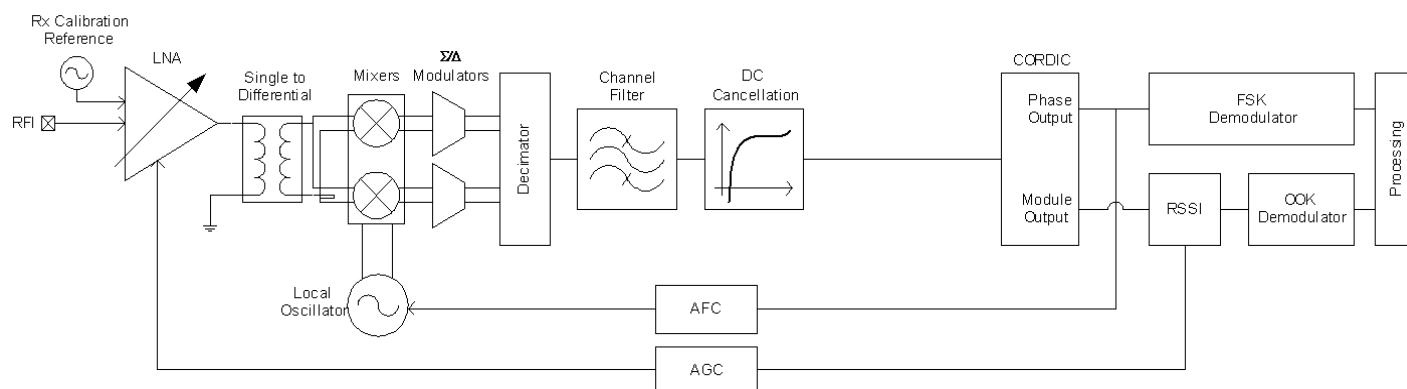 Rx Calibration
Reference
LNA
RFI
Single to
Differential
Mixers
Σ/Δ
Modulators
Decimator
Channel
Filter
DC
Cancellation
CORDIC
Phase
Output
Module
Output
FSK
Demodulator
RSSI
OOK
Demodulator
Processing
Local
Oscillator
AFC
AGC